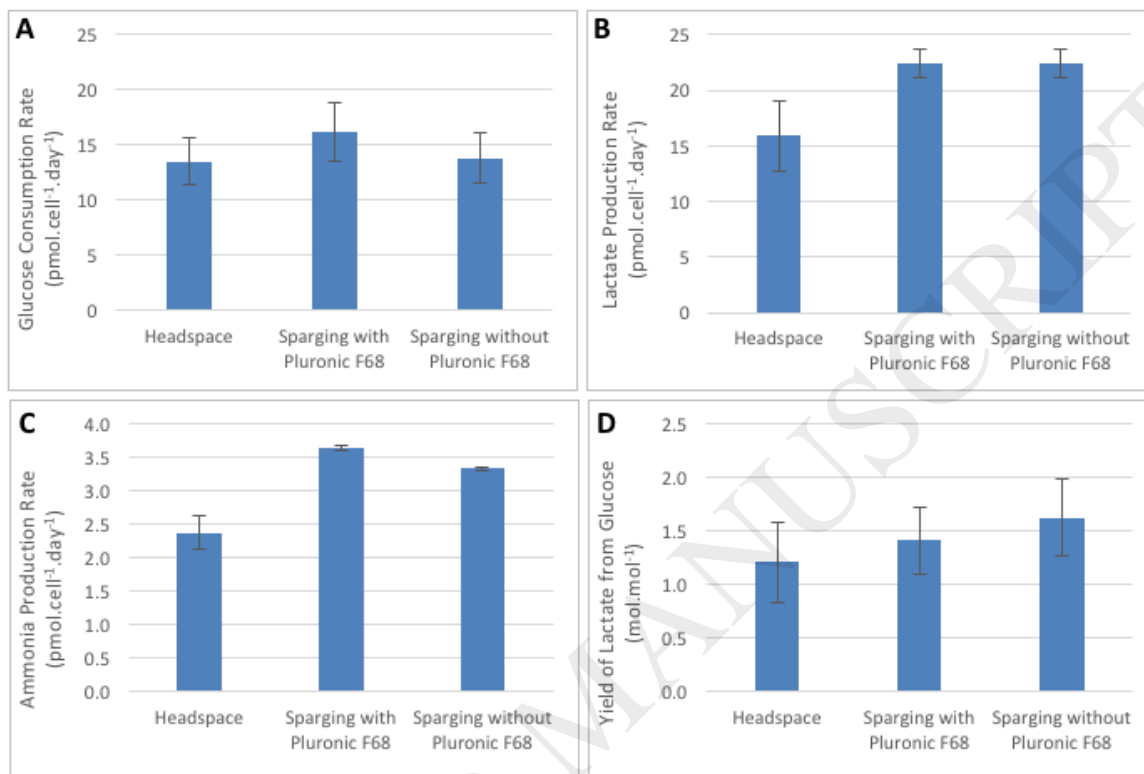 A
Glucose Consumption Rate
(pmol.cell⁻¹.day⁻¹)
25
20
15
10
5
0
Headspace
Sparging with
Pluronic F68
Sparging without
Pluronic F68
B
Lactate Production Rate
(pmol.cell⁻¹.day⁻¹)
25
20
15
10
5
0
Headspace
Sparging with
Pluronic F68
Sparging without
Pluronic F68
C
Ammonia Production Rate
(pmol.cell⁻¹.day⁻¹)
4.0
3.5
3.0
2.5
2.0
1.5
1.0
0.5
0.0
Headspace
Sparging with
Pluronic F68
Sparging without
Pluronic F68
D
Yield of Lactate from Glucose
(mol.mol⁻¹)
2.5
2.0
1.5
1.0
0.5
0.0
Headspace
Sparging with
Pluronic F68
Sparging without
Pluronic F68
MANUSCRIPT